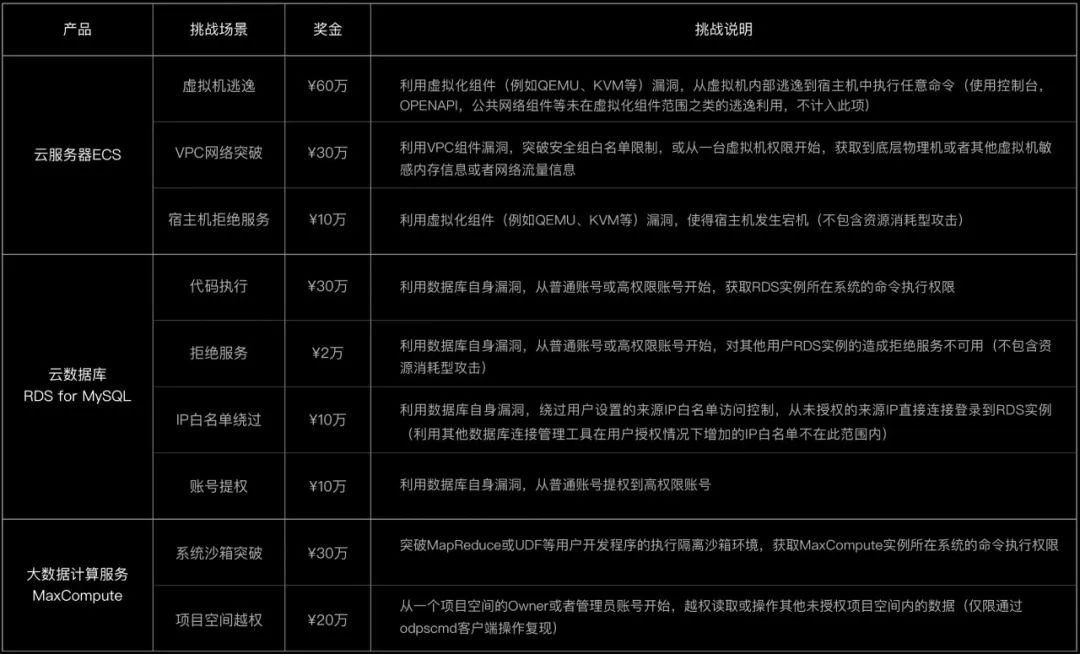 产品
挑战场景
奖金
挑战说明
云服务器ECS
虚拟机逃逸
¥60万
利用虚拟化组件（例如QEMU、KVM等）漏洞，从虚拟机内部逃逸到宿主机中执行任意命令（使用控制台，
OPENAPI，公共网络组件等未在虚拟化组件范围之类的逃逸利用，不计入此项）
VPC网络突破
¥30万
利用VPC组件漏洞，突破安全组白名单限制，或从一台虚拟机权限开始，获取到底层物理机或者其他虚拟机敏
感内存信息或者网络流量信息
宿主机拒绝服务
¥10万
利用虚拟化组件（例如QEMU、KVM等）漏洞，使得宿主机发生宕机（不包含资源消耗型攻击）
云数据库
RDS for MySQL
代码执行
¥30万
利用数据库自身漏洞，从普通账号或高权限账号开始，获取RDS实例所在系统的命令执行权限
拒绝服务
¥2万
利用数据库自身漏洞，从普通账号或高权限账号开始，对其他用户RDS实例的造成拒绝服务不可用（不包含资
源消耗型攻击）
IP白名单绕过
¥10万
利用数据库自身漏洞，绕过用户设置的来源IP白名单访问控制，从未授权的来源IP直接连接登录到RDS实例
（利用其他数据库连接管理工具在用户授权情况下增加的IP白名单不在此范围内）
账号提权
¥10万
利用数据库自身漏洞，从普通账号提权到高权限账号
大数据计算服务
MaxCompute
系统沙箱突破
¥30万
突破MapReduce或UDF等用户开发程序的执行隔离沙箱环境，获取MaxCompute实例所在系统的命令执行权限
项目空间越权
¥20万
从一个项目空间的Owner或者管理员账号开始，越权读取或操作其他未授权项目空间内的数据（仅限通过
odpscmd客户端操作复现）